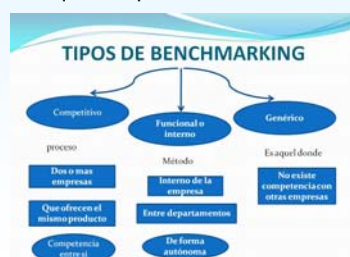 TIPOS DE BENCHMARKING
Competitivo
proceso
Dos o mas
empresas
Que ofrecen el
mismo producto
Competencia
entre si
Funcional o
interno
Método
Interno de la
empresa
Entre departamentos
De forma
autónoma
Genérico
Es aquel donde
No existe
competencia con
otras empresas